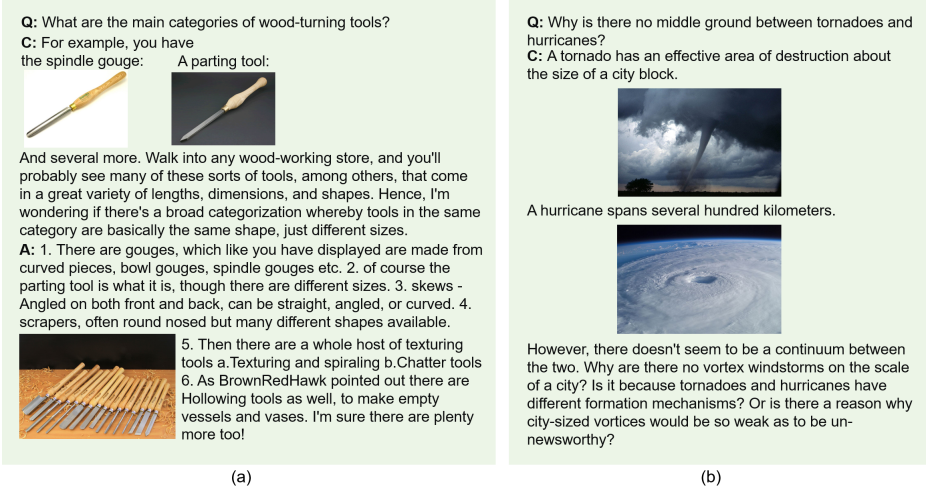 Q: What are the main categories of wood-turning tools?
C: For example, you have
the spindle gouge: A parting tool:
And several more. Walk into any wood-working store, and you'll
probably see many of these sorts of tools, among others, that come
in a great variety of lengths, dimensions, and shapes. Hence, I'm
wondering if there's a broad categorization whereby tools in the same
category are basically the same shape, just different sizes.
A: 1. There are gouges, which like you have displayed are made from
curved pieces, bowl gouges, spindle gouges etc. 2. of course the
parting tool is what it is, though there are different sizes. 3. skews -
Angled on both front and back, can be straight, angled, or curved. 4.
scrapers, often round nosed but many different shapes available.
5. Then there are a whole host of texturing
tools a.Texturing and spiraling b.Chatter tools
6. As BrownRedHawk pointed out there are
Hollowing tools as well, to make empty
vessels and vases. I'm sure there are plenty
more too!
(a)
Q: Why is there no middle ground between tornadoes and
hurricanes?
C: A tornado has an effective area of destruction about
the size of a city block.
A hurricane spans several hundred kilometers.
However, there doesn't seem to be a continuum between
the two. Why are there no vortex windstorms on the scale
of a city? Is it because tornadoes and hurricanes have
different formation mechanisms? Or is there a reason why
city-sized vortices would be so weak as to be un-
newsworthy?
(b)